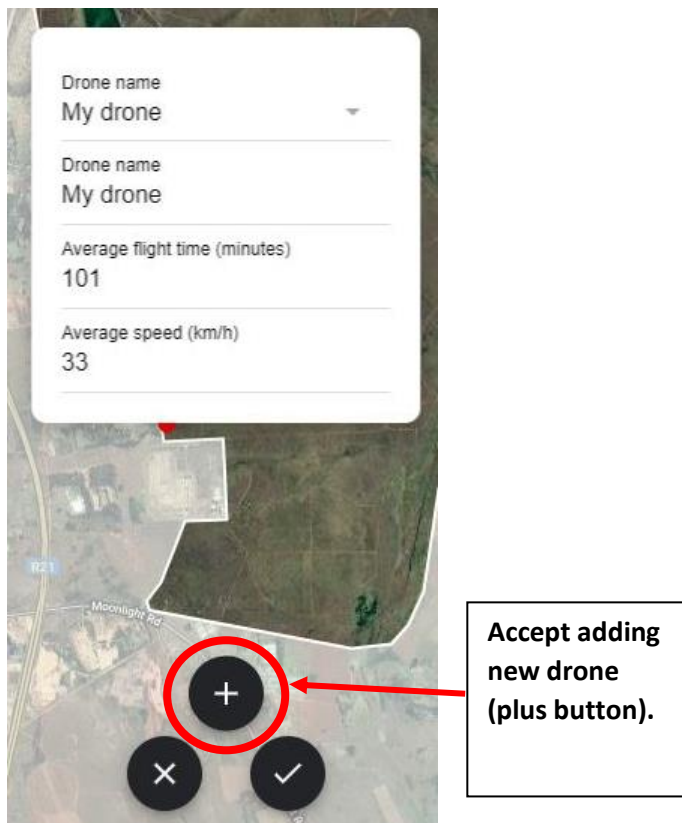 Drone name
My drone
Drone name
My drone
Average flight time (minutes)
101
Average speed (km/h)
33
R21
Moonlight Rd
Accept adding
new drone
(plus button).